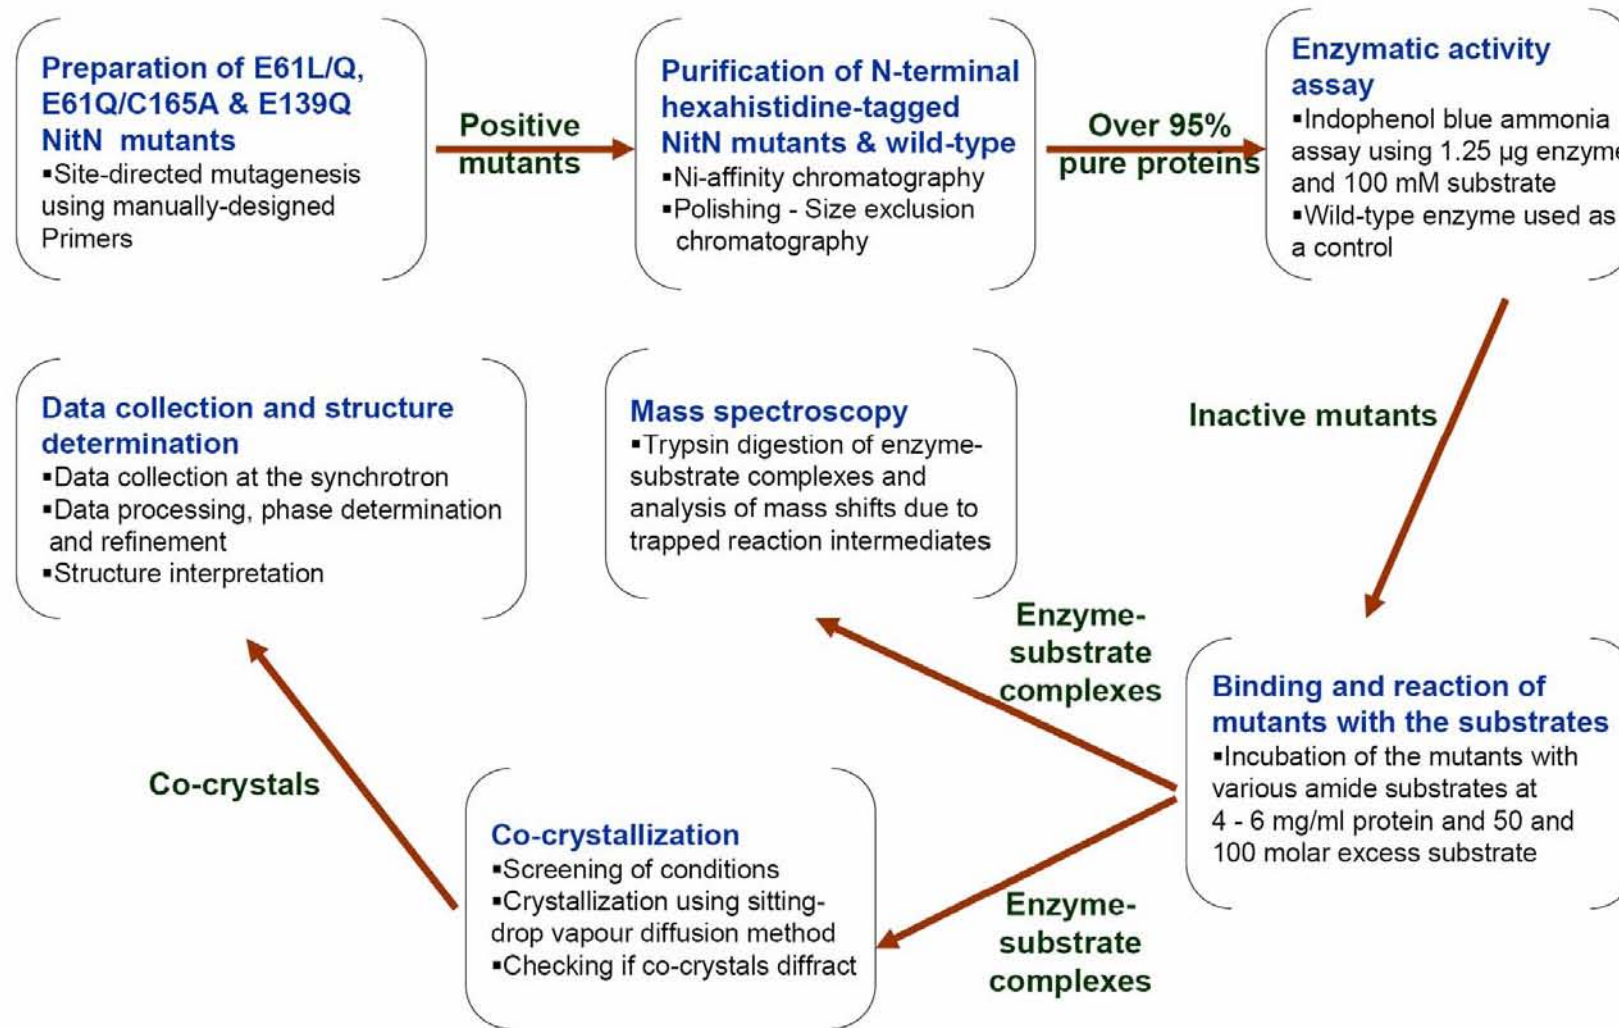 Preparation of E61L/Q,
E61Q/C165A & E139Q
NitN mutants
▪Site-directed mutagenesis
using manually-designed
Primers
Positive
mutants
Purification of N-terminal
hexahistidine-tagged
NitN mutants & wild-type
▪Ni-affinity chromatography
▪Polishing - Size exclusion
chromatography
Over 95%
pure proteins
Enzymatic activity
assay
▪Indophenol blue ammonia
assay using 1.25 µg enzyme
and 100 mM substrate
▪Wild-type enzyme used as
a control
Inactive mutants
Binding and reaction of
mutants with the substrates
▪Incubation of the mutants with
various amide substrates at
4 - 6 mg/ml protein and 50 and
100 molar excess substrate
Enzyme-
substrate
complexes
Mass spectroscopy
▪Trypsin digestion of enzyme-
substrate complexes and
analysis of mass shifts due to
trapped reaction intermediates
Enzyme-
substrate
complexes
Co-crystallization
▪Screening of conditions
▪Crystallization using sitting-
drop vapour diffusion method
▪Checking if co-crystals diffract
Co-crystals
Data collection and structure
determination
▪Data collection at the synchrotron
▪Data processing, phase determination
and refinement
▪Structure interpretation